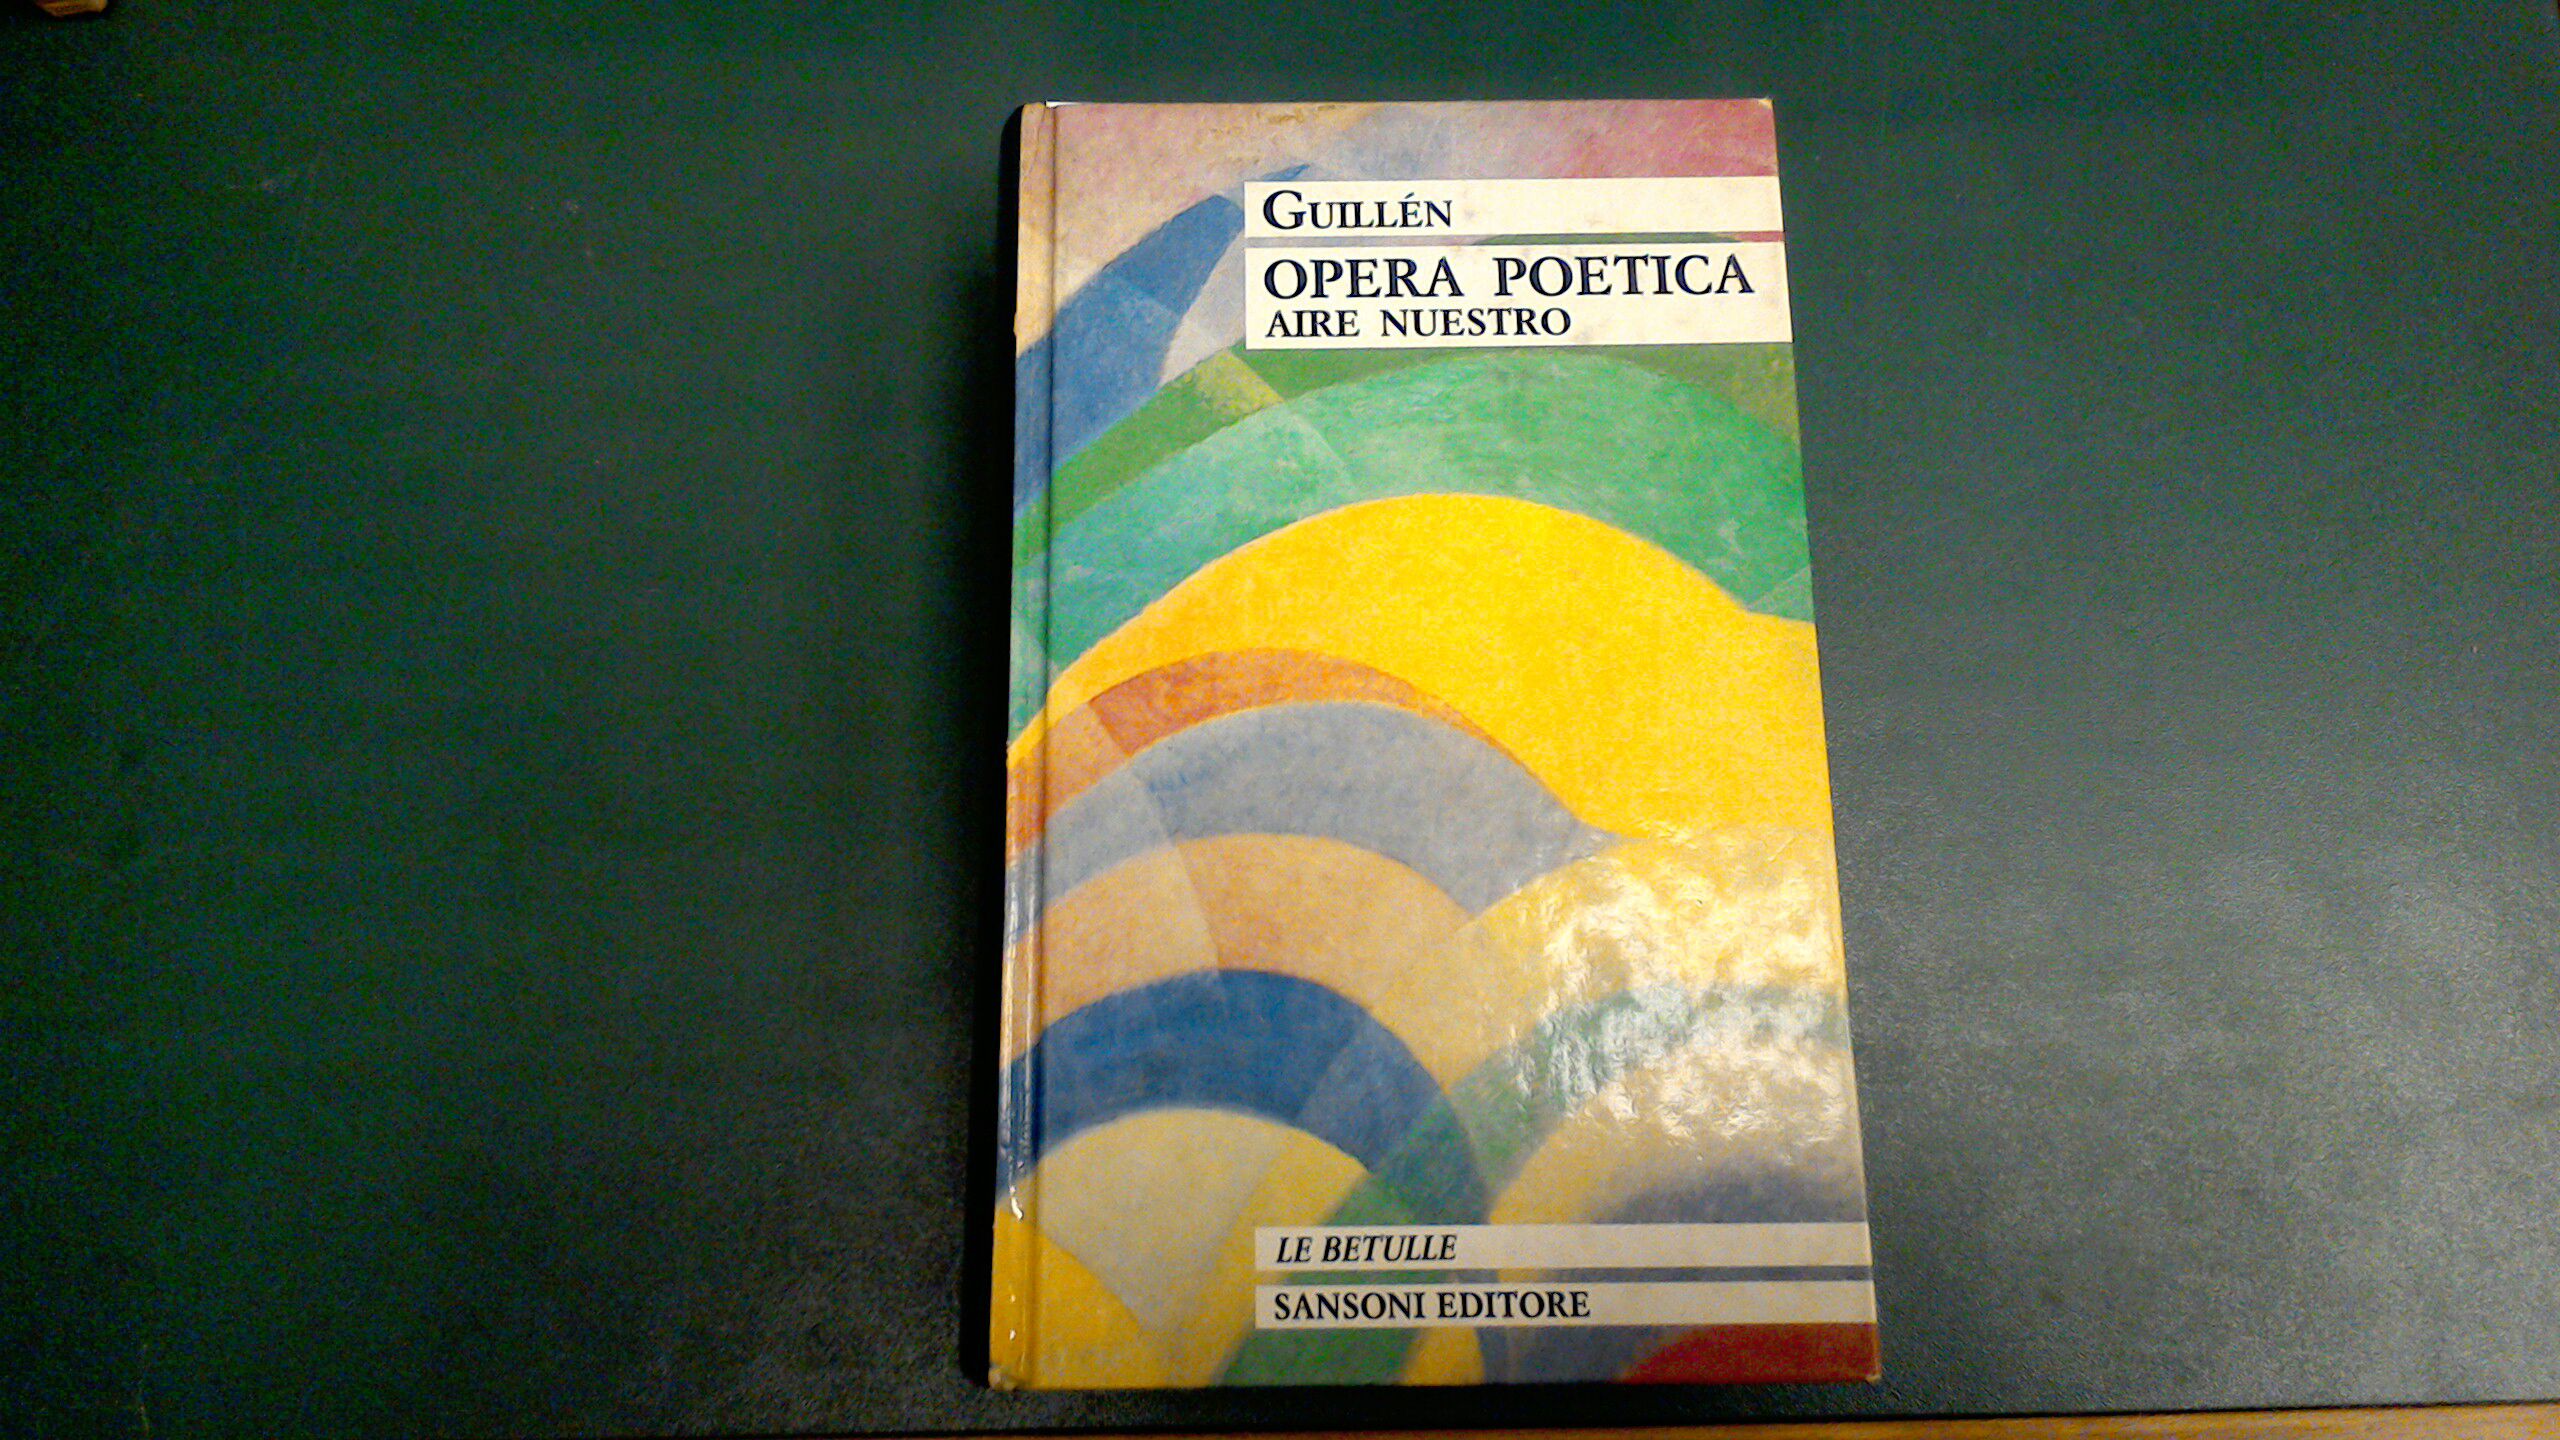 GUILLÉN
OPERA POETICA
AIRE NUESTRO
LE BETULLE
SANSONI EDITORE